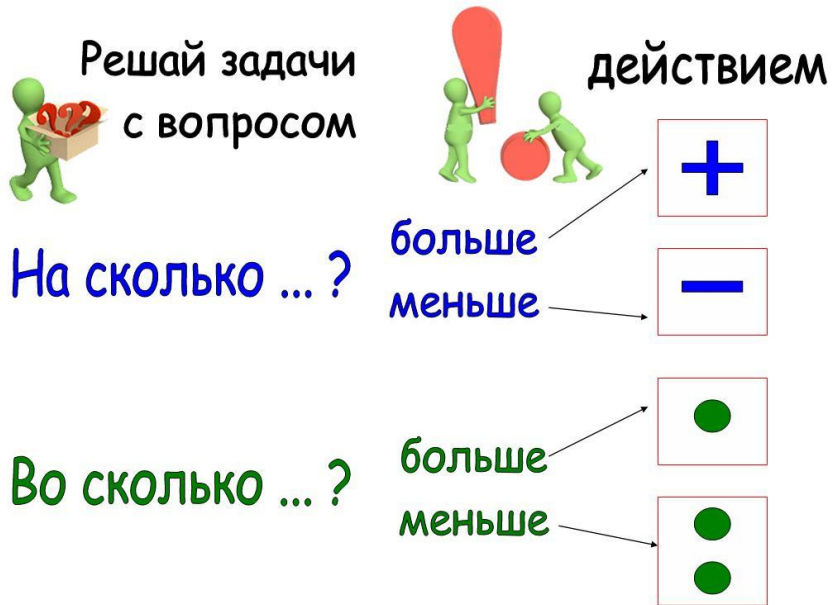 Решай задачи
с вопросом
действием
На сколько ... ?
больше
+
меньше
−
Во сколько ... ?
больше
•
меньше
:
???
!